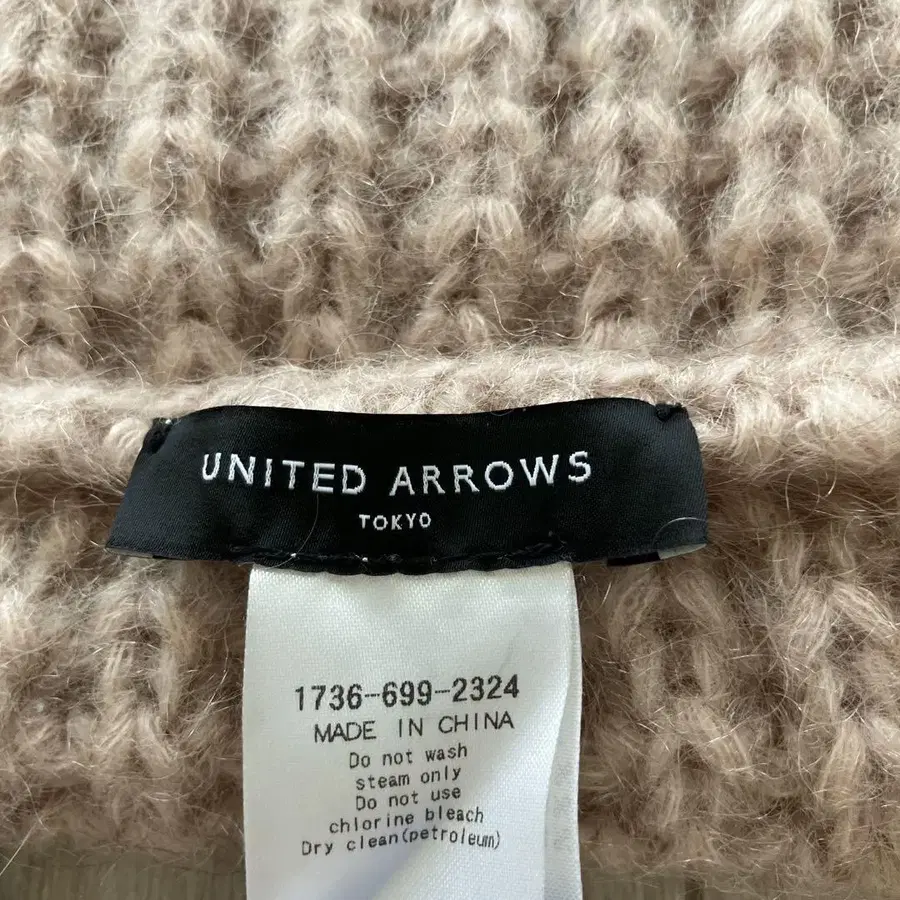 UNITED ARROWS
TOKYO
1736-699-2324
MADE IN CHINA
Do not wash
steam only
Do not use
chlorine bleach
Dry clean(petroleum)